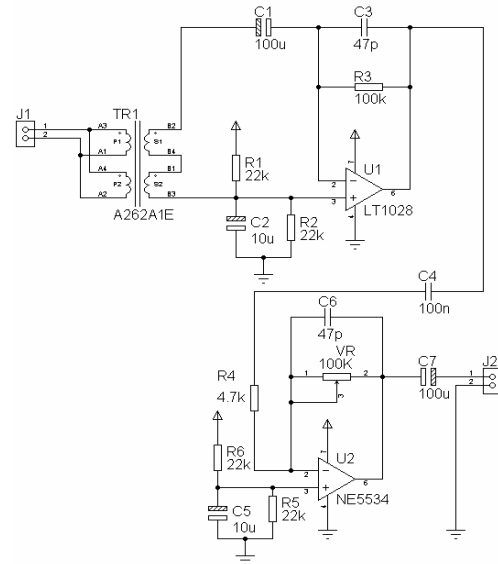 C1
100u
C3
47p
R3
100k
J1
1
2
TR1
A3
A1
A4
A2
P1
P2
S1
S2
B2
B4
B1
B3
A262A1E
R1
22k
C2
10u
R2
22k
U1
7
2
3
6
4
LT1028
C4
100n
C6
47p
VR
100K
1
2
3
R4
4.7k
C7
100u
J2
1
2
R6
22k
C5
10u
R5
22k
U2
7
2
3
6
4
NE5534